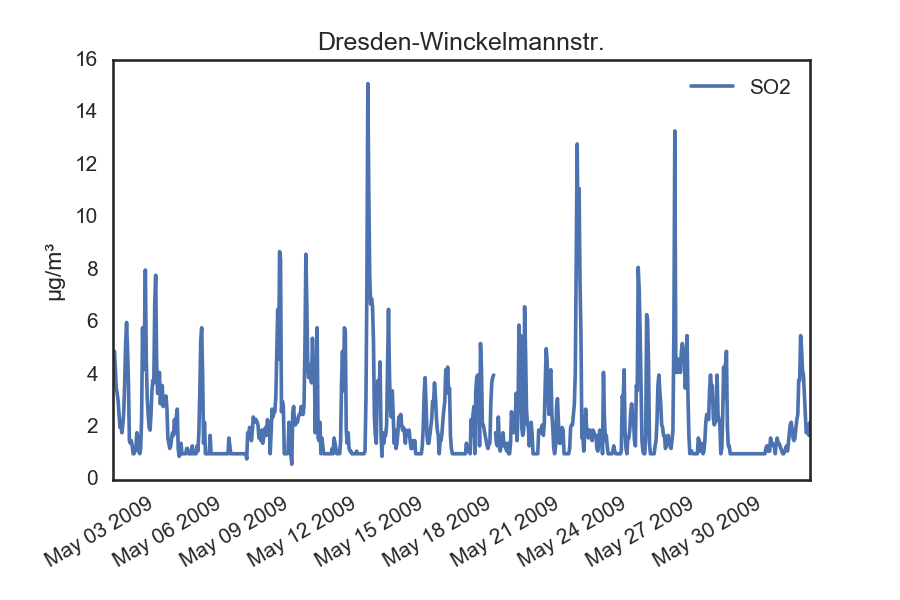 Dresden-Winckelmannstr.
16
14
12
10
8
6
4
2
0
µg/m³
SO2
May 03 2009
May 06 2009
May 09 2009
May 12 2009
May 15 2009
May 18 2009
May 21 2009
May 24 2009
May 27 2009
May 30 2009